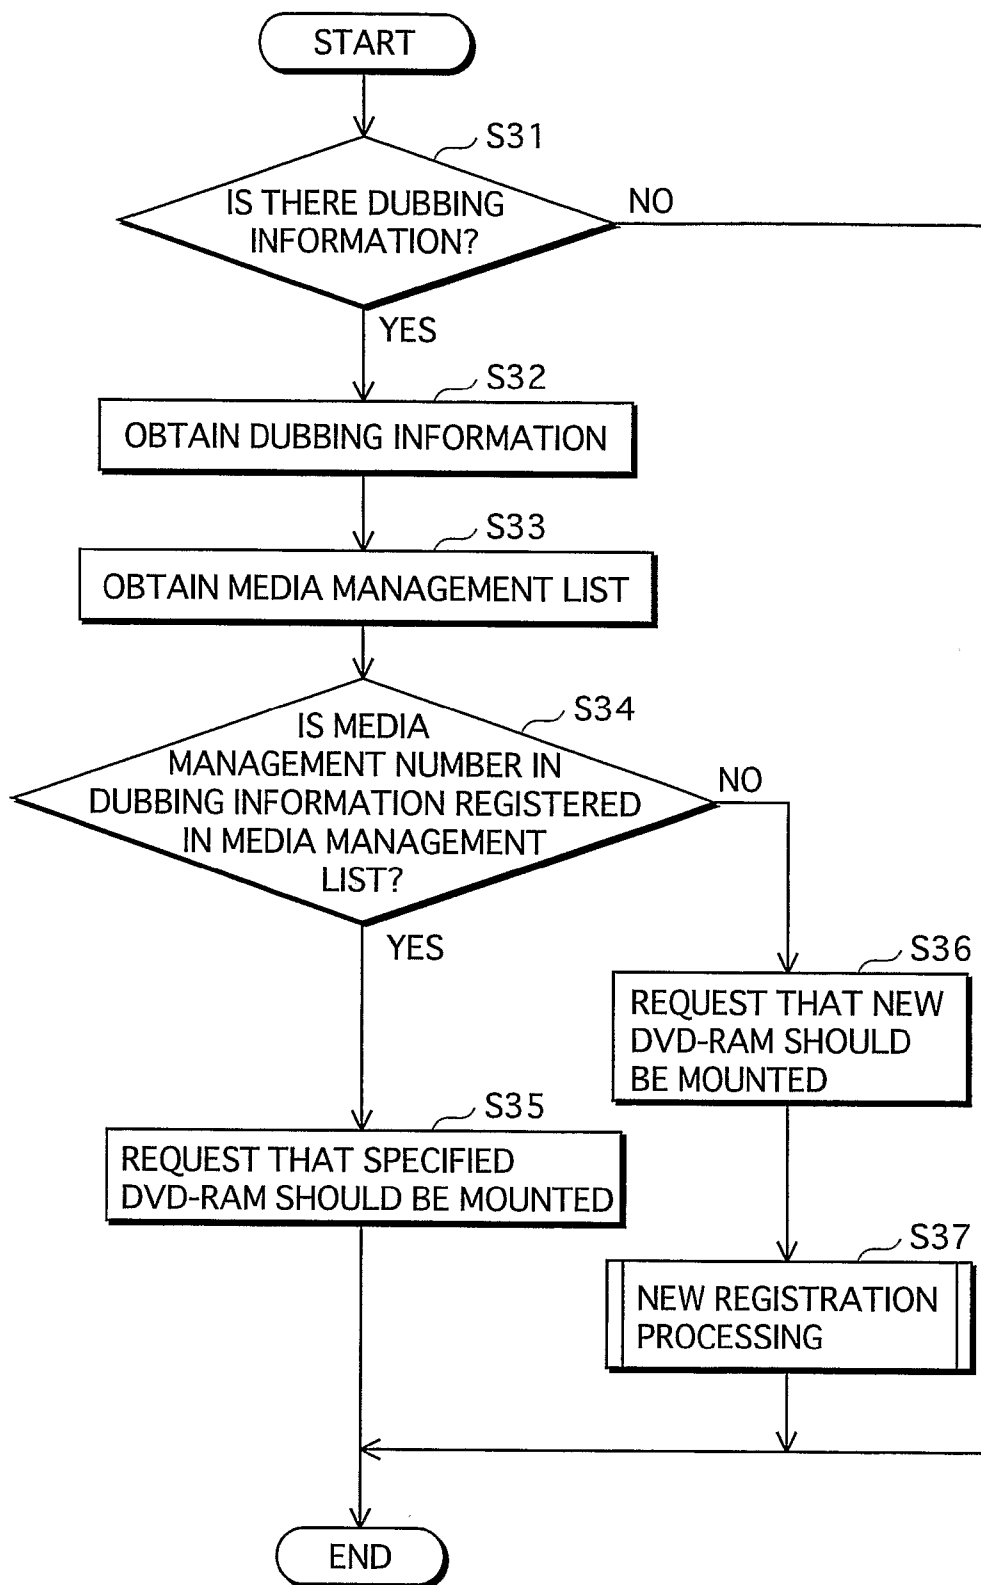 START
S31
IS THERE DUBBING
INFORMATION?
NO
YES
S32
OBTAIN DUBBING INFORMATION
S33
OBTAIN MEDIA MANAGEMENT LIST
S34
IS MEDIA
MANAGEMENT NUMBER IN
DUBBING INFORMATION REGISTERED
IN MEDIA MANAGEMENT
LIST?
NO
YES
S36
REQUEST THAT NEW
DVD-RAM SHOULD
BE MOUNTED
S35
REQUEST THAT SPECIFIED
DVD-RAM SHOULD BE MOUNTED
S37
NEW REGISTRATION
PROCESSING
END